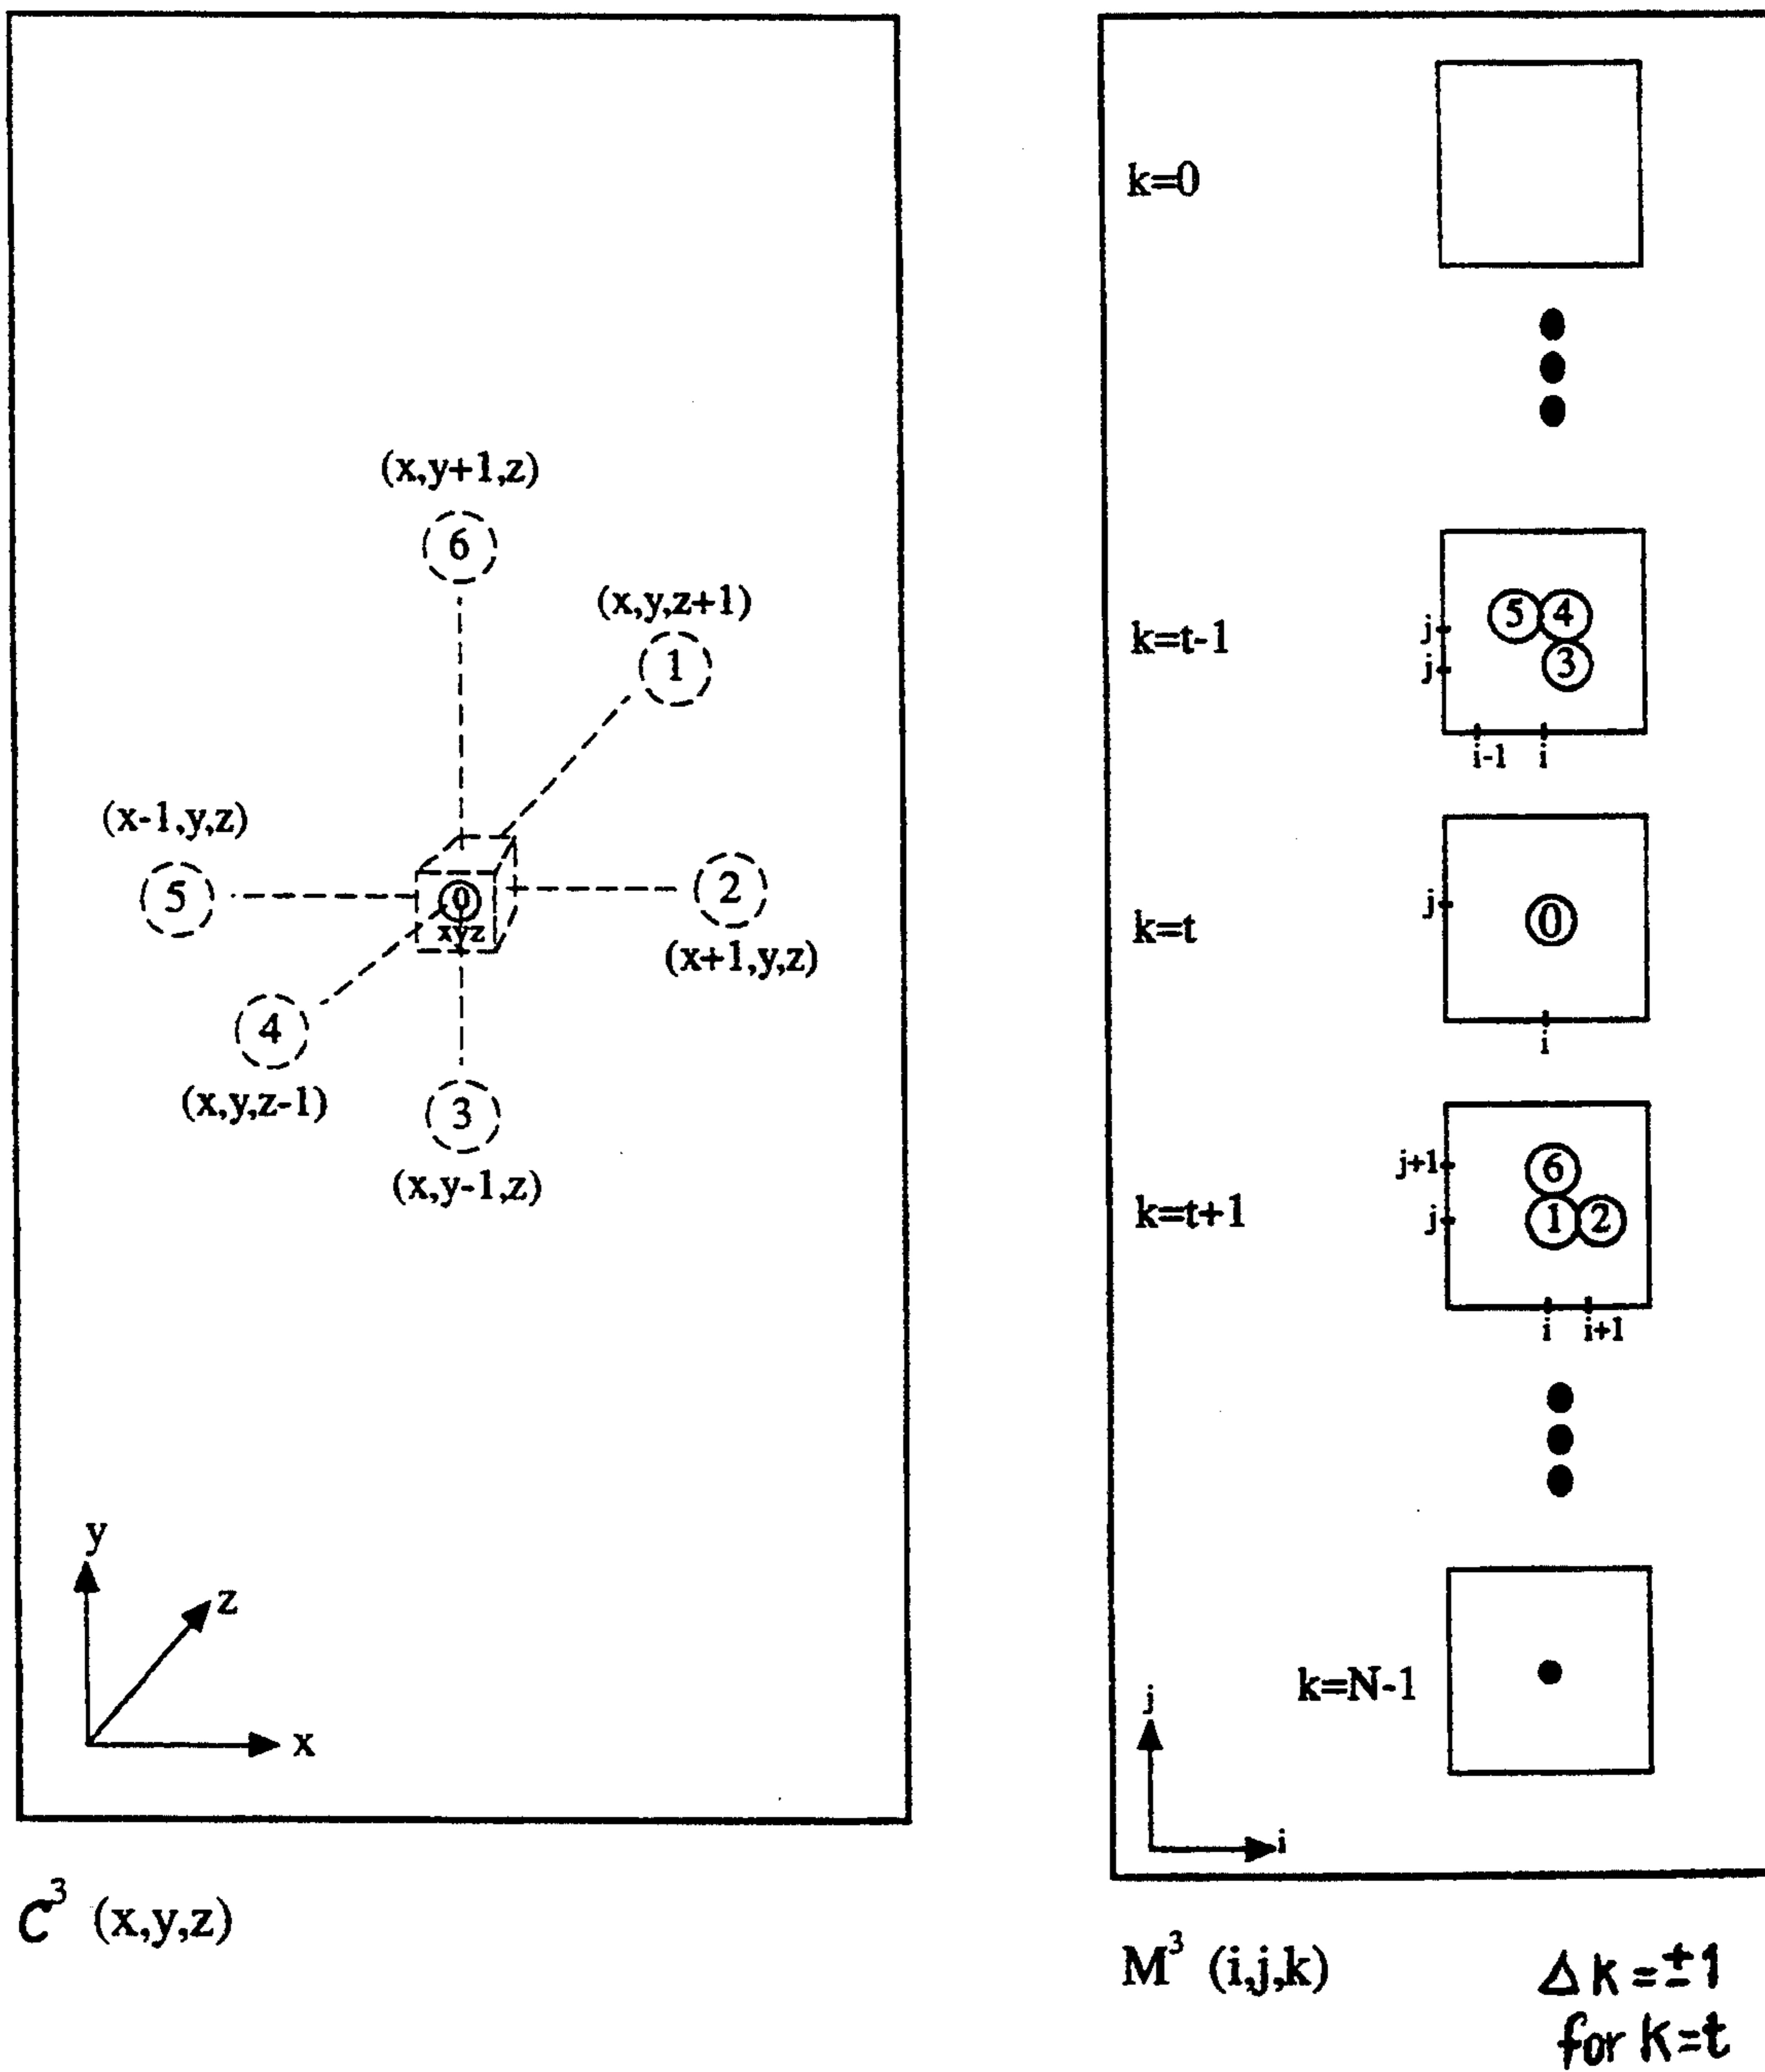 (x,y+1,z)
6
(x,y,z+1)
1
(x-1,y,z)
5
0
xyz
2
(x+1,y,z)
4
(x,y,z-1)
3
(x,y-1,z)
y
z
x
C³ (x,y,z)
k=0
k=t-1
5 4
3
j
j
i-1 i
k=t
j
0
i
k=t+1
j+1
6
j
1 2
i i+1
k=N-1
j
i
M³ (i,j,k)
Δk=±1
for k=t